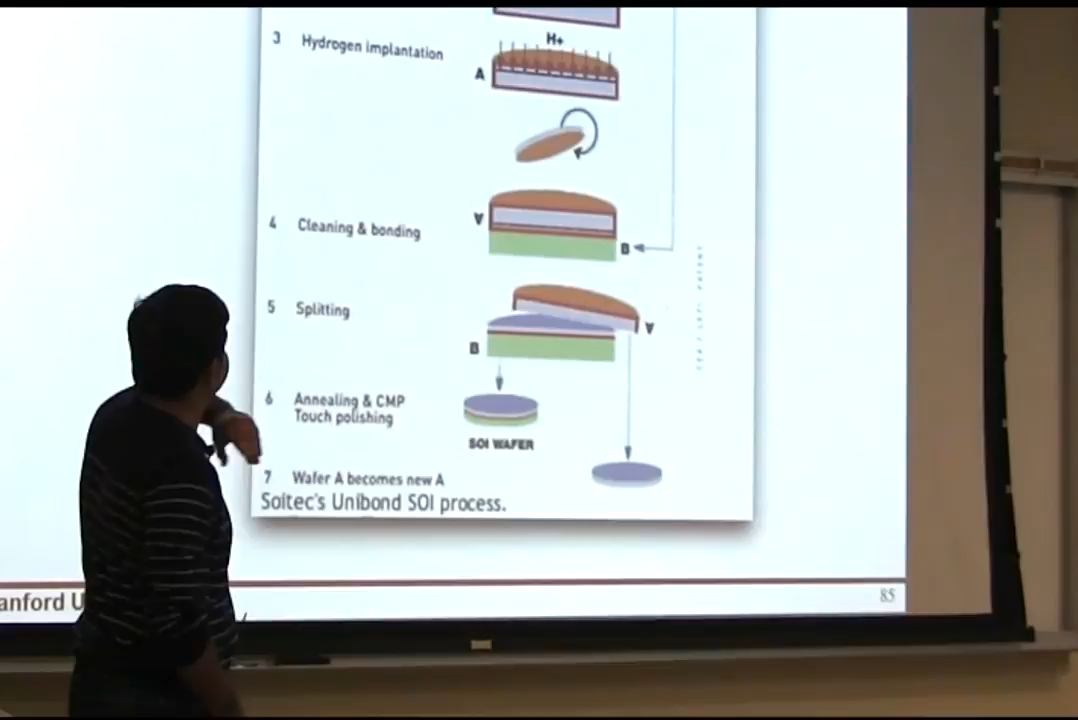 3 Hydrogen implantation
H+
A
4 Cleaning & bonding
A
B
5 Splitting
A
B
6 Annealing & CMP
Touch polishing
SOI WAFER
7 Wafer A becomes new A
Soitec's Unibond SOI process.
anford U
85